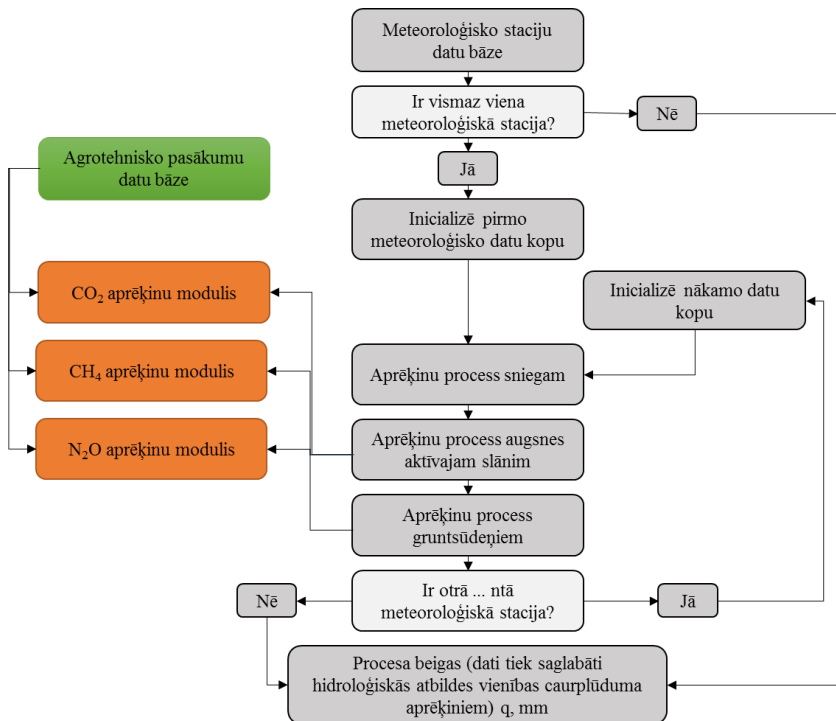 Meteoroloģisko staciju
datu bāze
Ir vismaz viena
meteoroloģiskā stacija?
Nē
Agrotehnisko pasākumu
datu bāze
Jā
Inicializē pirmo
meteoroloģisko datu kopu
CO₂ aprēķinu modulis
Inicializē nākamo datu
kopu
CH₄ aprēķinu modulis
Aprēķinu process sniegam
N₂O aprēķinu modulis
Aprēķinu process augsnes
aktīvajam slānim
Aprēķinu process
gruntsūdeņiem
Nē
Ir otrā ... ntā
meteoroloģiskā stacija?
Jā
Procesa beigas (dati tiek saglabāti
hidroloģiskās atbildes vienības caurplūduma
aprēķiniem) q, mm